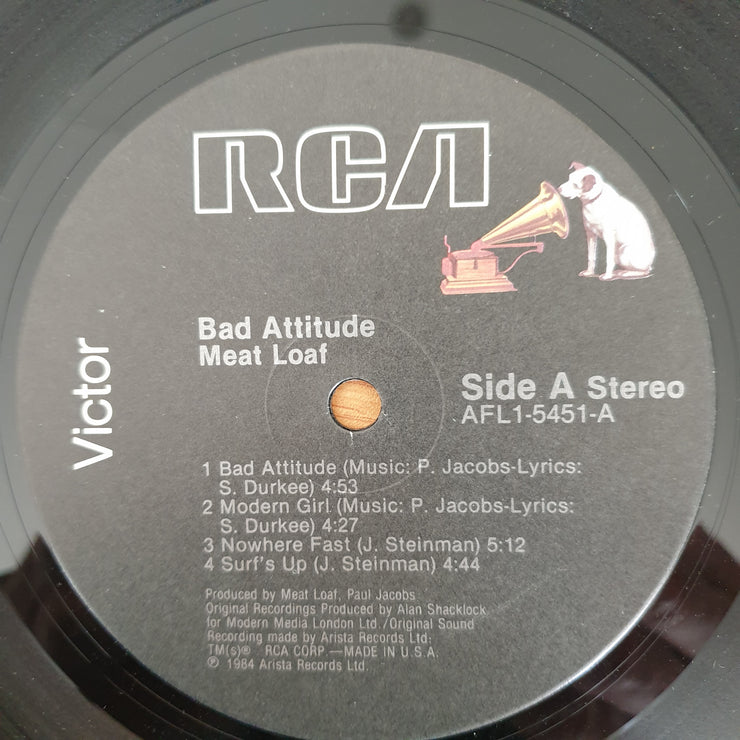 RCA
Victor
Bad Attitude
Meat Loaf
Side A Stereo
AFL1-5451-A
1 Bad Attitude (Music: P. Jacobs-Lyrics:
S. Durkee) 4:53
2 Modern Girl (Music: P. Jacobs-Lyrics:
S. Durkee) 4:27
3 Nowhere Fast (J. Steinman) 5:12
4 Surf's Up (J. Steinman) 4:44
Produced by Meat Loaf, Paul Jacobs
Original Recordings Produced by Alan Shacklock
for Modern Media London Ltd./Original Sound
Recording made by Arista Records Ltd.
TM(s)® RCA CORP.—MADE IN U.S.A.
℗ 1984 Arista Records Ltd.